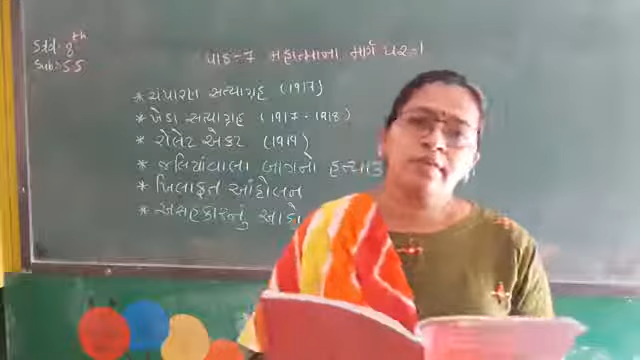 Std: 8th
Sub: SS
પાઠ-7 મહાત્માના માર્ગ પર-1
* ચંપારણ સત્યાગ્રહ (1917)
* ખેડા સત્યાગ્રહ (1917-1918)
* રોલેટ એક્ટ (1919)
* જલિયાંવાલા બાગનો હત્યાકાં
* ખિલાફત આંદોલન
* અસહકારનું આંદો